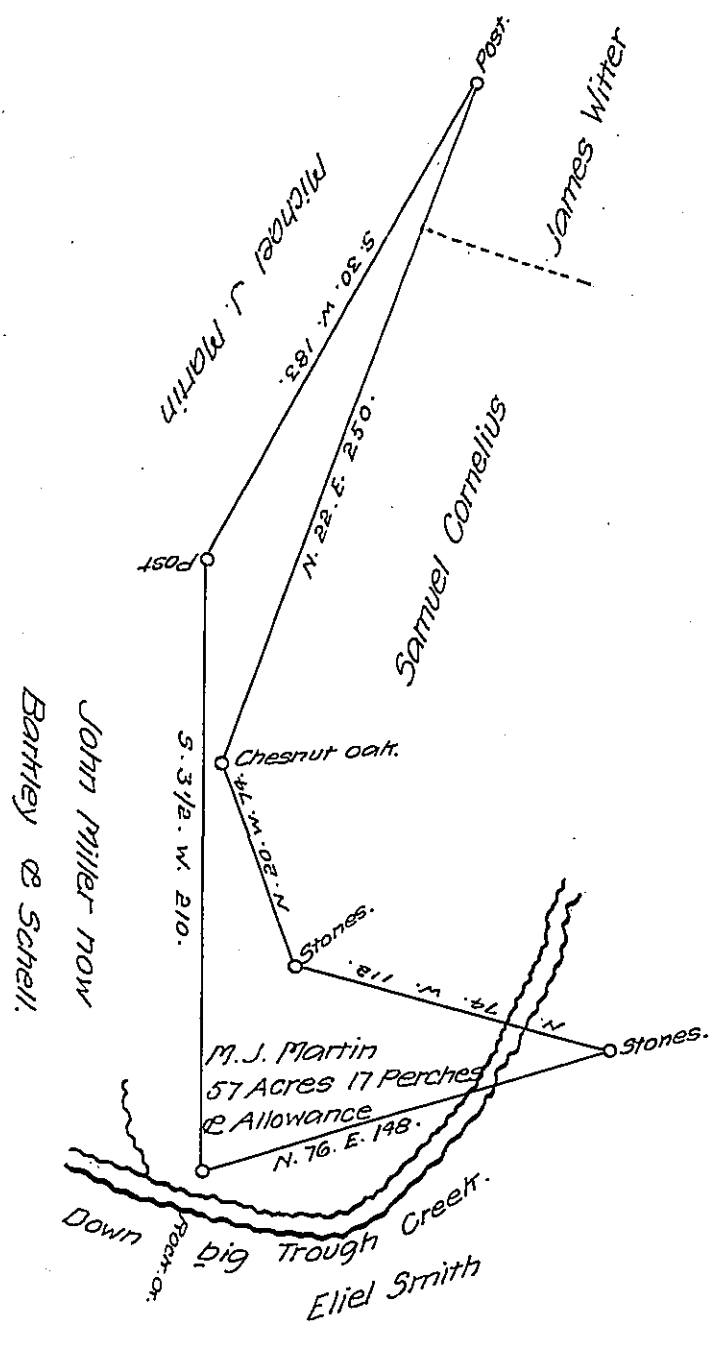 Post.
James Witter
Michael J. Martin
S. 30. W. 183.
N. 22. E. 250.
Samuel Cornelius
Post
Chesnut oak.
John Miller now
Barkley & Schell.
S. 3 1/2. W. 210.
N. 20. W. 74.
Stones.
N. 74. W. 112.
Stones.
M. J. Martin
57 Acres 17 Perches
& Allowance
N. 76. E. 148.
Down big Trough Creek.
Rock.or.
Eliel Smith